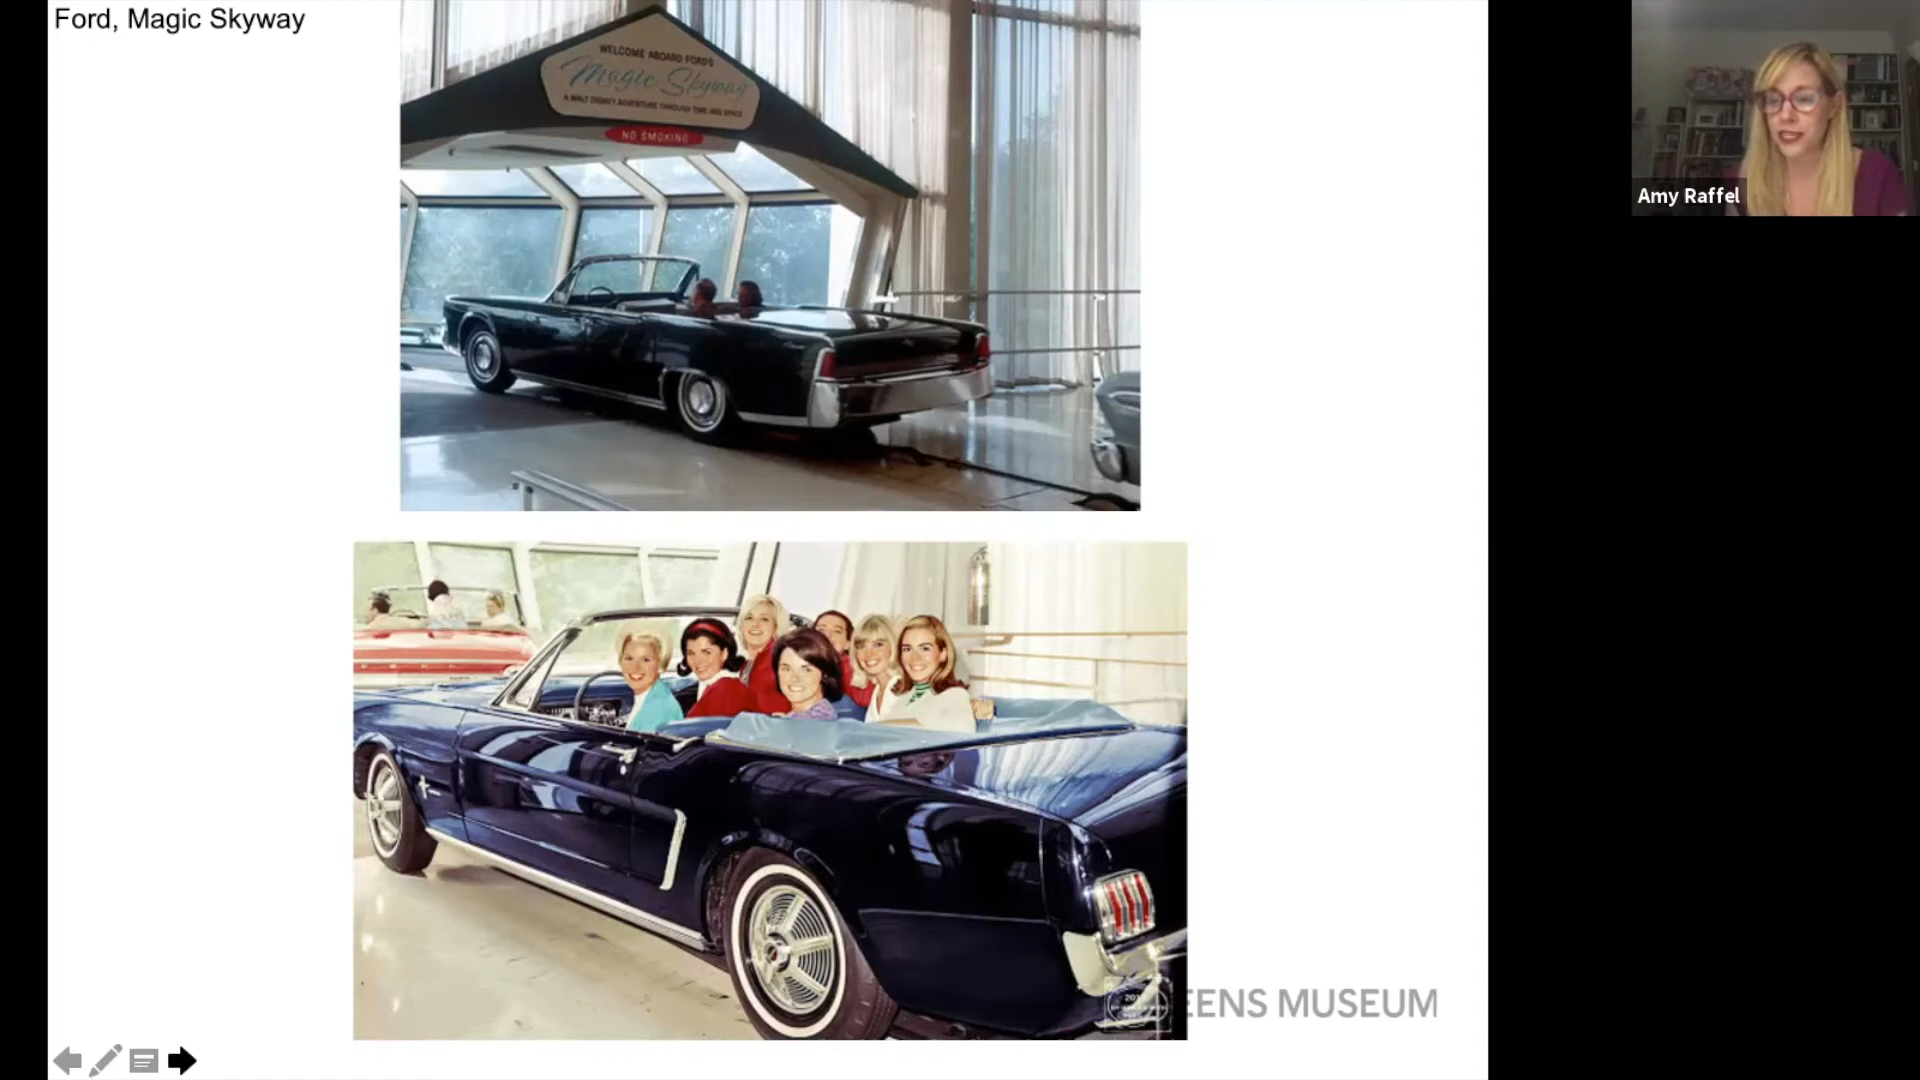 Ford, Magic Skyway
WELCOME ABOARD FORD'S
Magic Skyway
A WALT DISNEY ADVENTURE THROUGH TIME AND SPACE
NO SMOKING
Amy Raffel
EENS MUSEUM